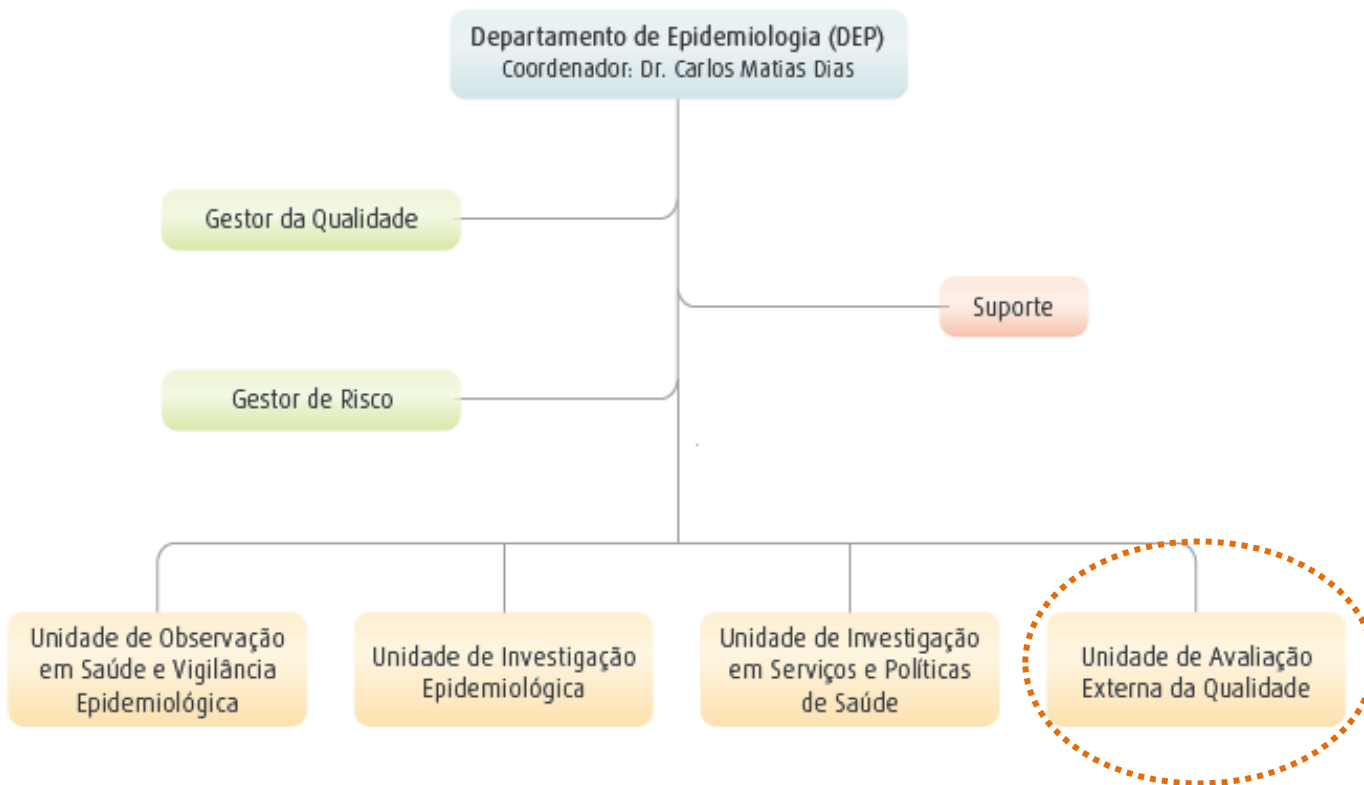 Departamento de Epidemiologia (DEP)
Coordenador: Dr. Carlos Matias Dias
Gestor da Qualidade
Suporte
Gestor de Risco
Unidade de Observação
em Saúde e Vigilância
Epidemiológica
Unidade de Investigação
Epidemiológica
Unidade de Investigação
em Serviços e Políticas
de Saúde
Unidade de Avaliação
Externa da Qualidade